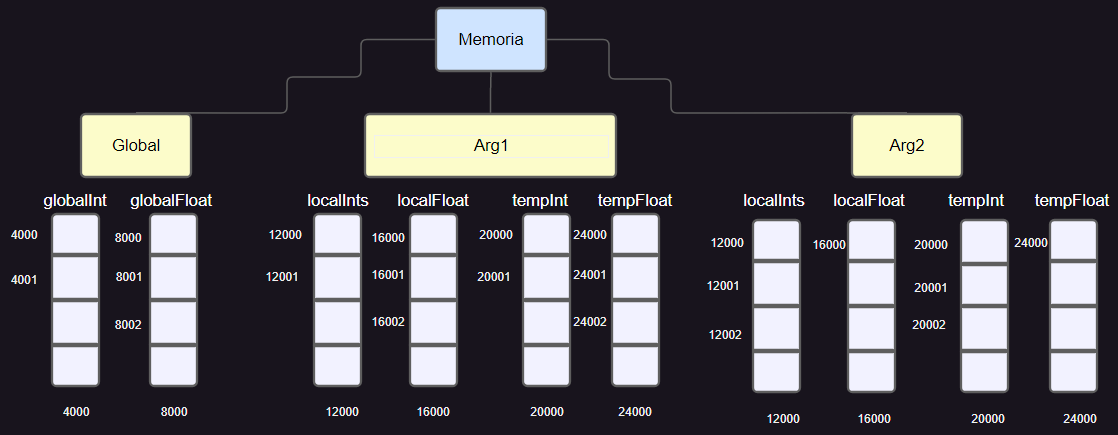 Memoria
Global
Arg1
Arg2
globalInt globalFloat
localInts localFloat tempInt tempFloat
localInts localFloat tempInt tempFloat
4000 8000
4001 8001
8002
12000 16000 20000 24000
12001 16001 20001 24001
16002 24002
12000 16000 20000 24000
12001 20001
12002 20002
4000 8000
12000 16000 20000 24000
12000 16000 20000 24000